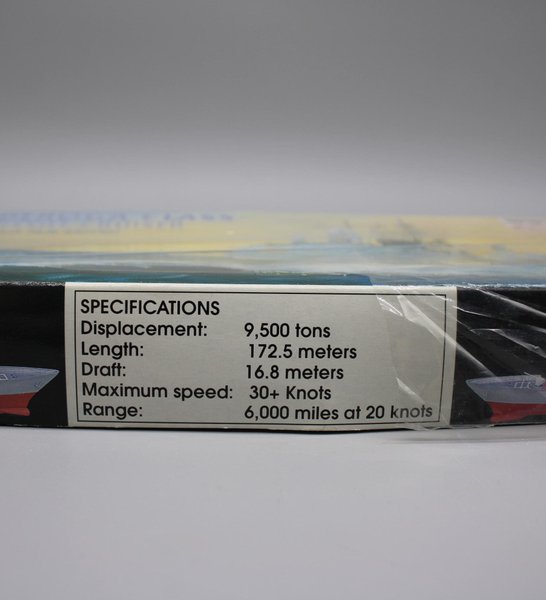 SPECIFICATIONS
Displacement: 9,500 tons
Length: 172.5 meters
Draft: 16.8 meters
Maximum speed: 30+ Knots
Range: 6,000 miles at 20 knots